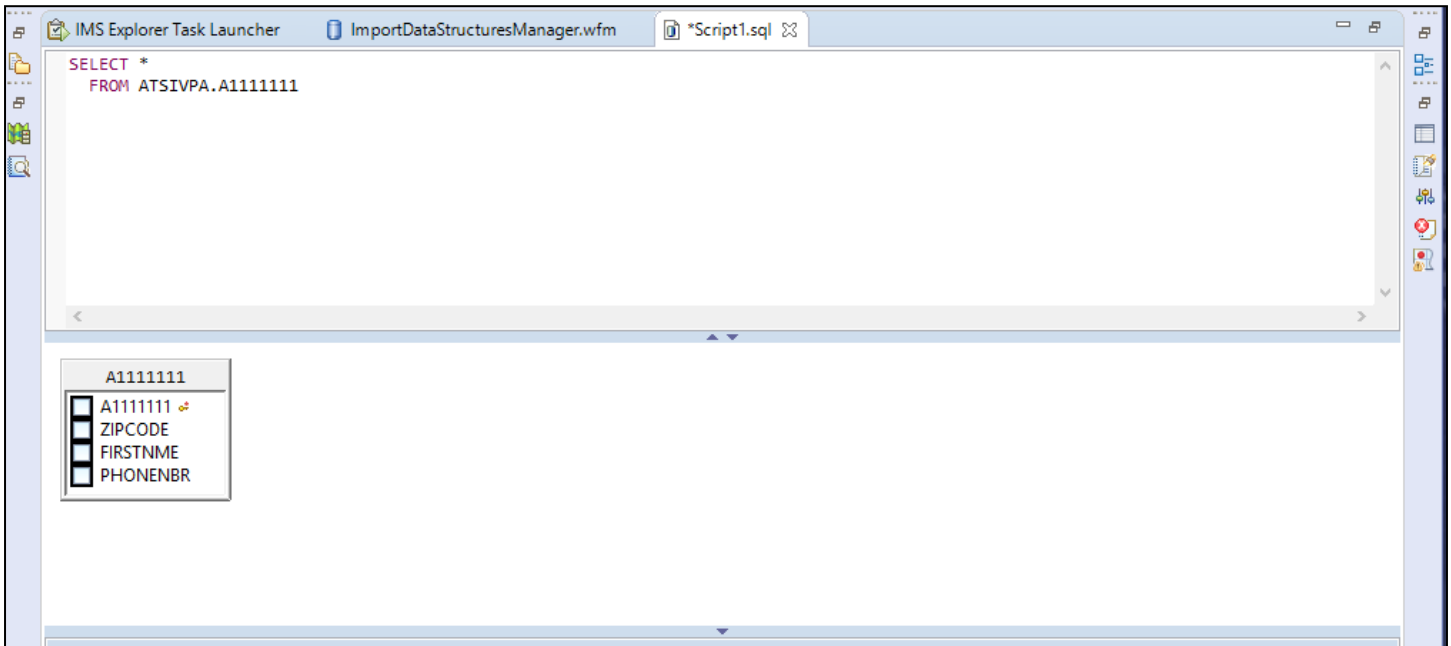 IMS Explorer Task Launcher
ImportDataStructuresManager.wfm
*Script1.sql
SELECT *
FROM ATSIVPA.A1111111
A1111111
A1111111
ZIPCODE
FIRSTNME
PHONENBR